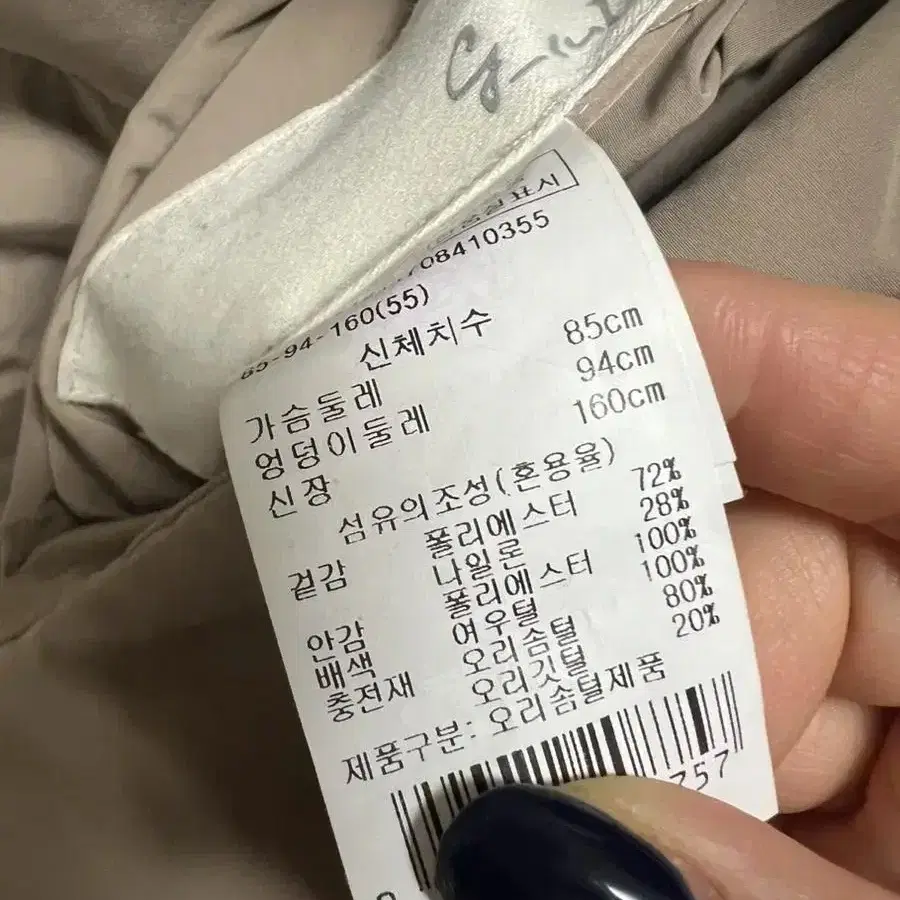 08410355
85-94-160(55)
신체치수
가슴둘레 85cm
엉덩이둘레 94cm
신장 160cm
섬유의조성(혼용율)
겉감 폴리에스터 72%
나일론 28%
안감 폴리에스터 100%
배색 여우털 100%
충전재 오리솜털 80%
오리깃털 20%
제품구분: 오리솜털제품
757